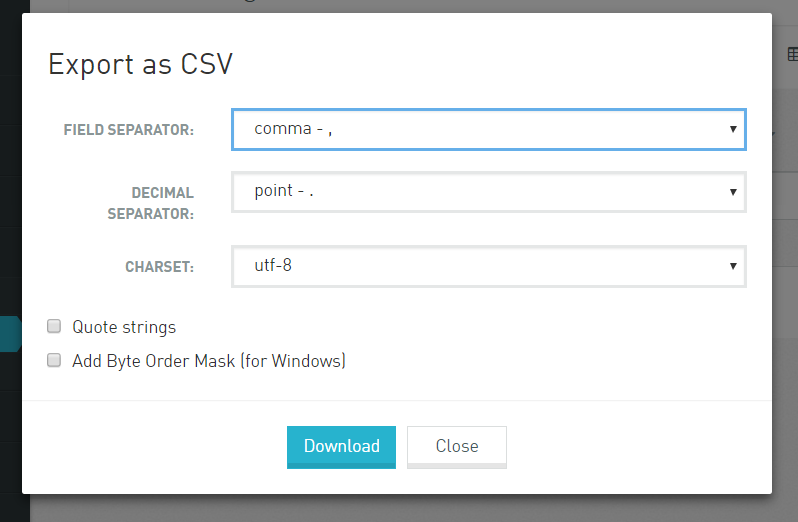 Export as CSV
FIELD SEPARATOR:
comma - ,
DECIMAL
SEPARATOR:
point - .
CHARSET:
utf-8
Quote strings
Add Byte Order Mask (for Windows)
Download
Close